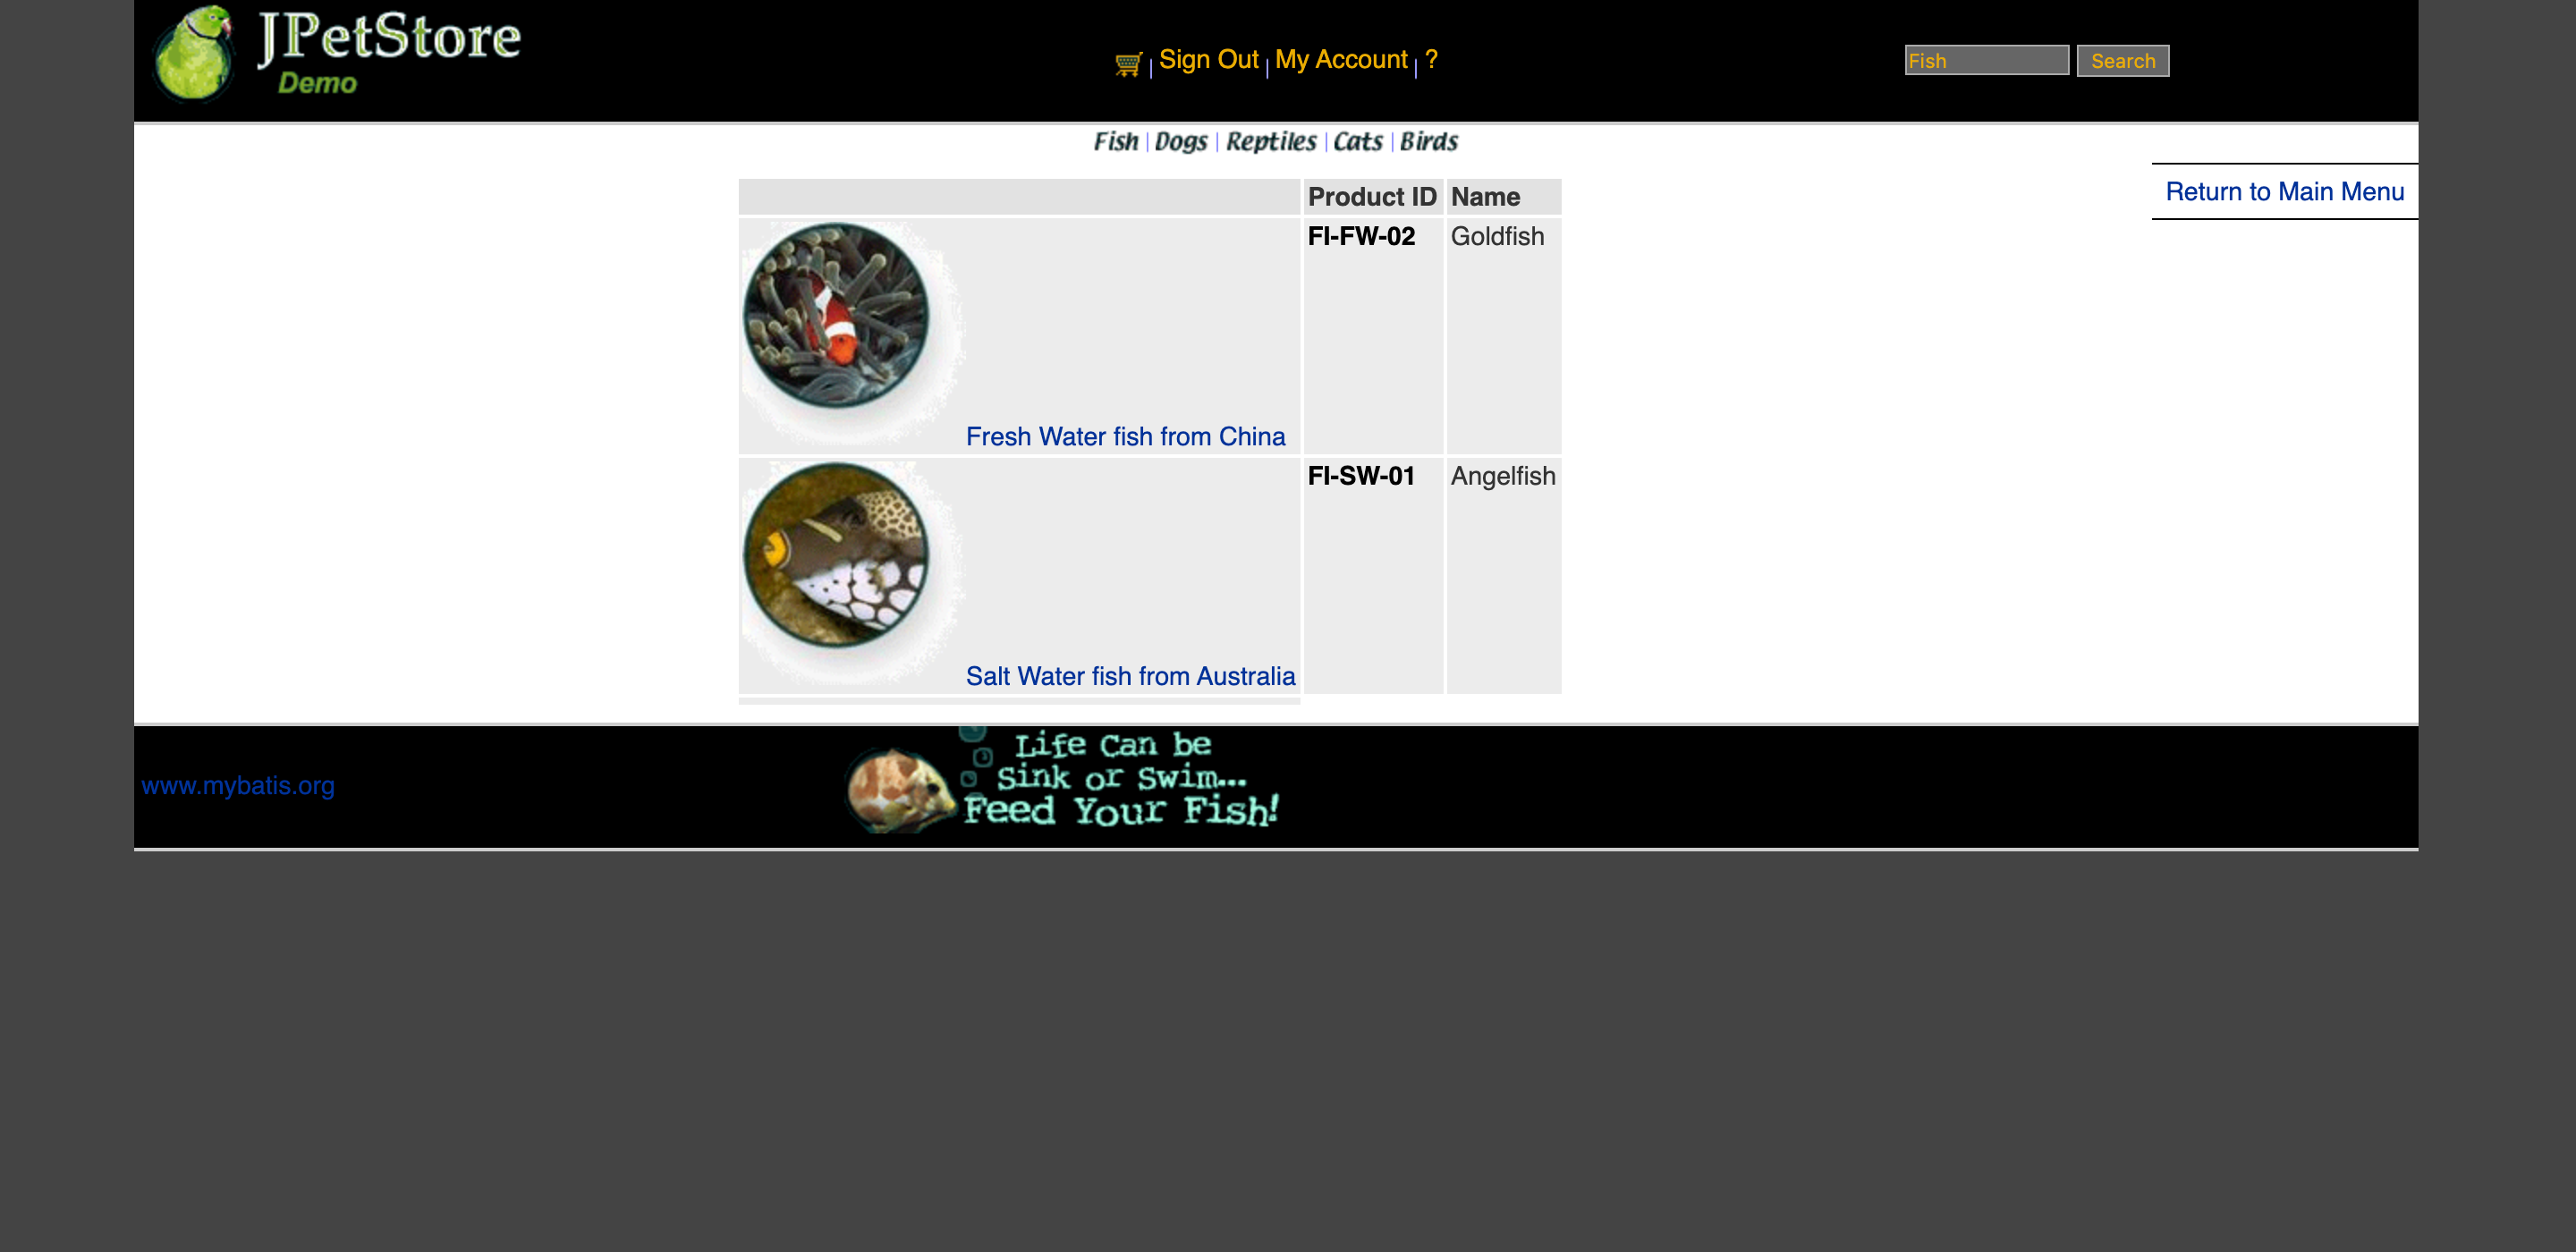 JPetStore
Demo
Sign Out | My Account | ?
Fish Search
Fish | Dogs | Reptiles | Cats | Birds
Return to Main Menu
Product ID Name
FI-FW-02 Goldfish
Fresh Water fish from China
FI-SW-01 Angelfish
Salt Water fish from Australia
www.mybatis.org
Life Can be
Sink or Swim...
Feed Your Fish!